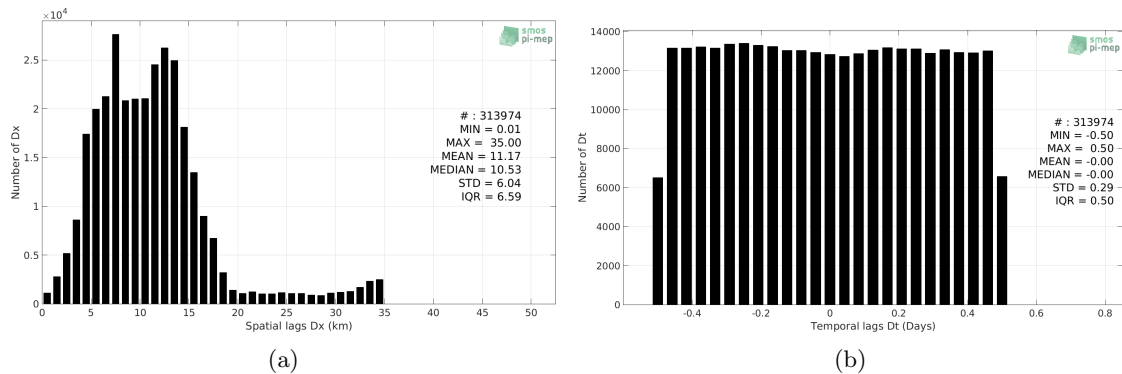 ×10⁴
3
2.5
2
1.5
1
0.5
0
0 5 10 15 20 25 30 35 40 45 50
Spatial lags Dx (km)
Number of Dx
smos
pi-mep
# : 313974
MIN = 0.01
MAX = 35.00
MEAN = 11.17
MEDIAN = 10.53
STD = 6.04
IQR = 6.59
(a)
14000
12000
10000
8000
6000
4000
2000
0
-0.4 -0.2 0 0.2 0.4 0.6 0.8
Temporal lags Dt (Days)
Number of Dt
smos
pi-mep
# : 313974
MIN = -0.50
MAX = 0.50
MEAN = -0.00
MEDIAN = -0.00
STD = 0.29
IQR = 0.50
(b)